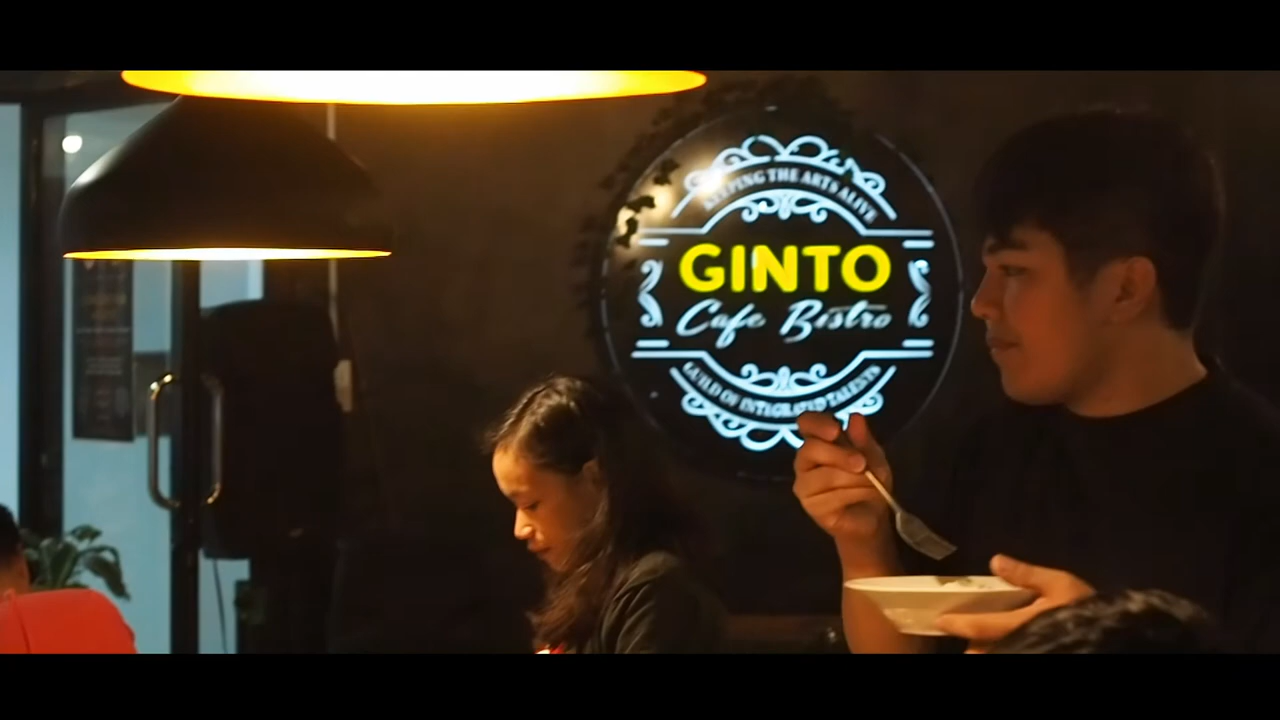 KEEPING THE ARTS ALIVE
GINTO
Cafe Bistro
GUILD OF INTEGRATED TALENTS